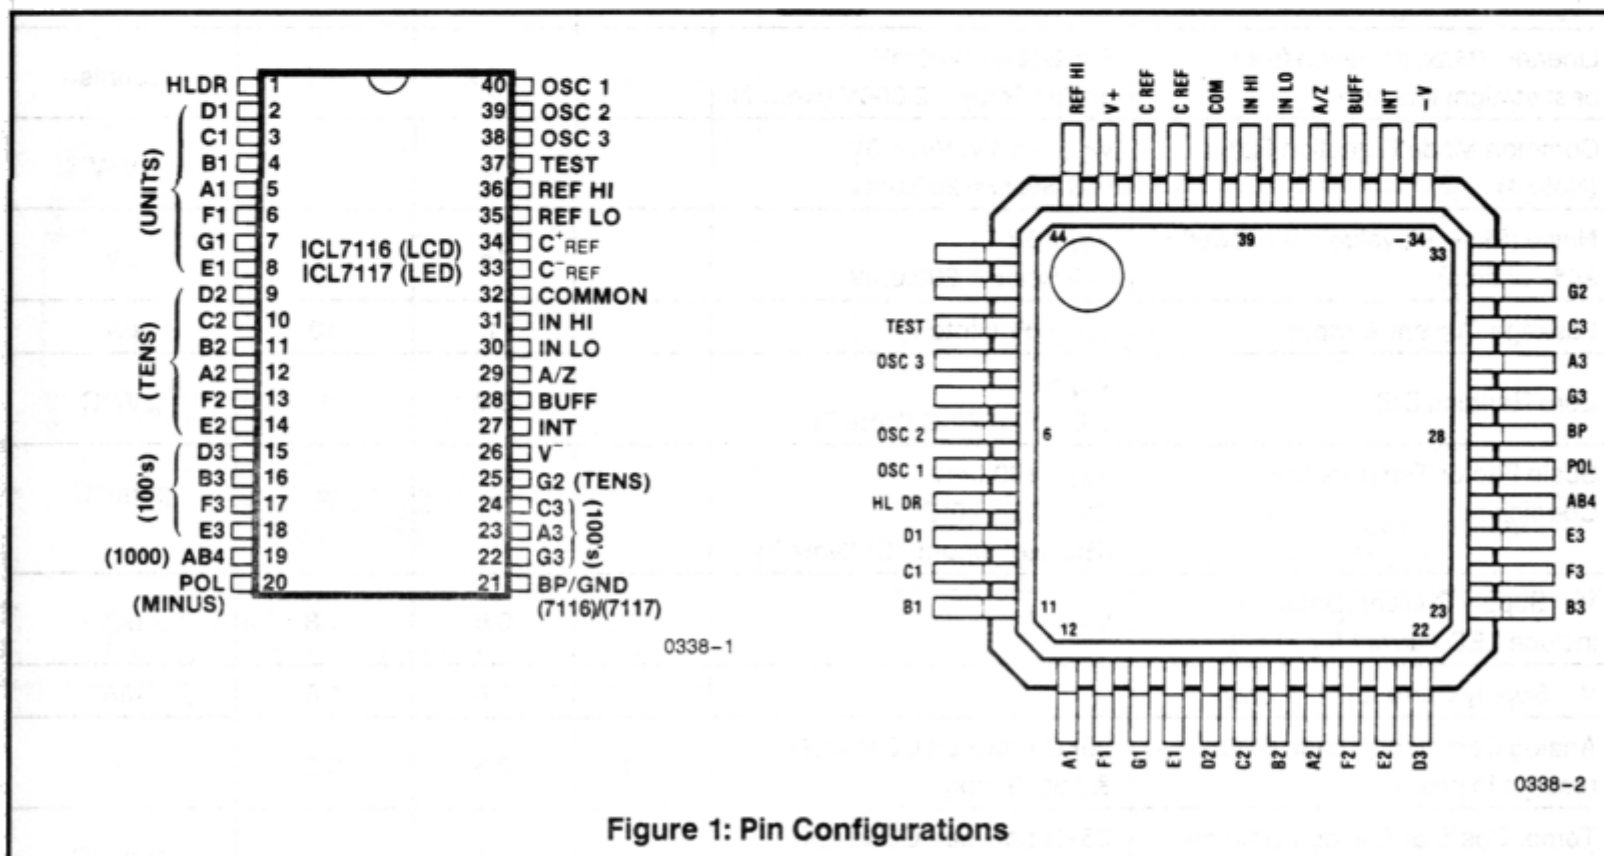 HLDR 1 40 OSC 1
D1 2 39 OSC 2
C1 3 38 OSC 3
B1 4 37 TEST
A1 5 36 REF HI
F1 6 35 REF LO
G1 7 34 C⁺REF
E1 8 33 C⁻REF
D2 9 32 COMMON
C2 10 31 IN HI
B2 11 30 IN LO
A2 12 29 A/Z
F2 13 28 BUFF
E2 14 27 INT
D3 15 26 V⁻
B3 16 25 G2 (TENS)
F3 17 24 C3
E3 18 23 A3
(1000) AB4 19 22 G3
POL 20 21 BP/GND
(MINUS) (7116)/(7117)
(UNITS)
(TENS)
(100's)
(100's)
ICL7116 (LCD)
ICL7117 (LED)
0338–1
REF HI
V+
C REF
C REF
COM
IN HI
IN LO
A/Z
BUFF
INT
–V
44 39 –34
33
TEST
OSC 3
OSC 2
OSC 1
HL DR
D1
C1
B1
6 28
11 23
12 22
G2
C3
A3
G3
BP
POL
AB4
E3
F3
B3
A1
F1
G1
E1
D2
C2
B2
A2
F2
E2
D3
0338–2
Figure 1: Pin Configurations